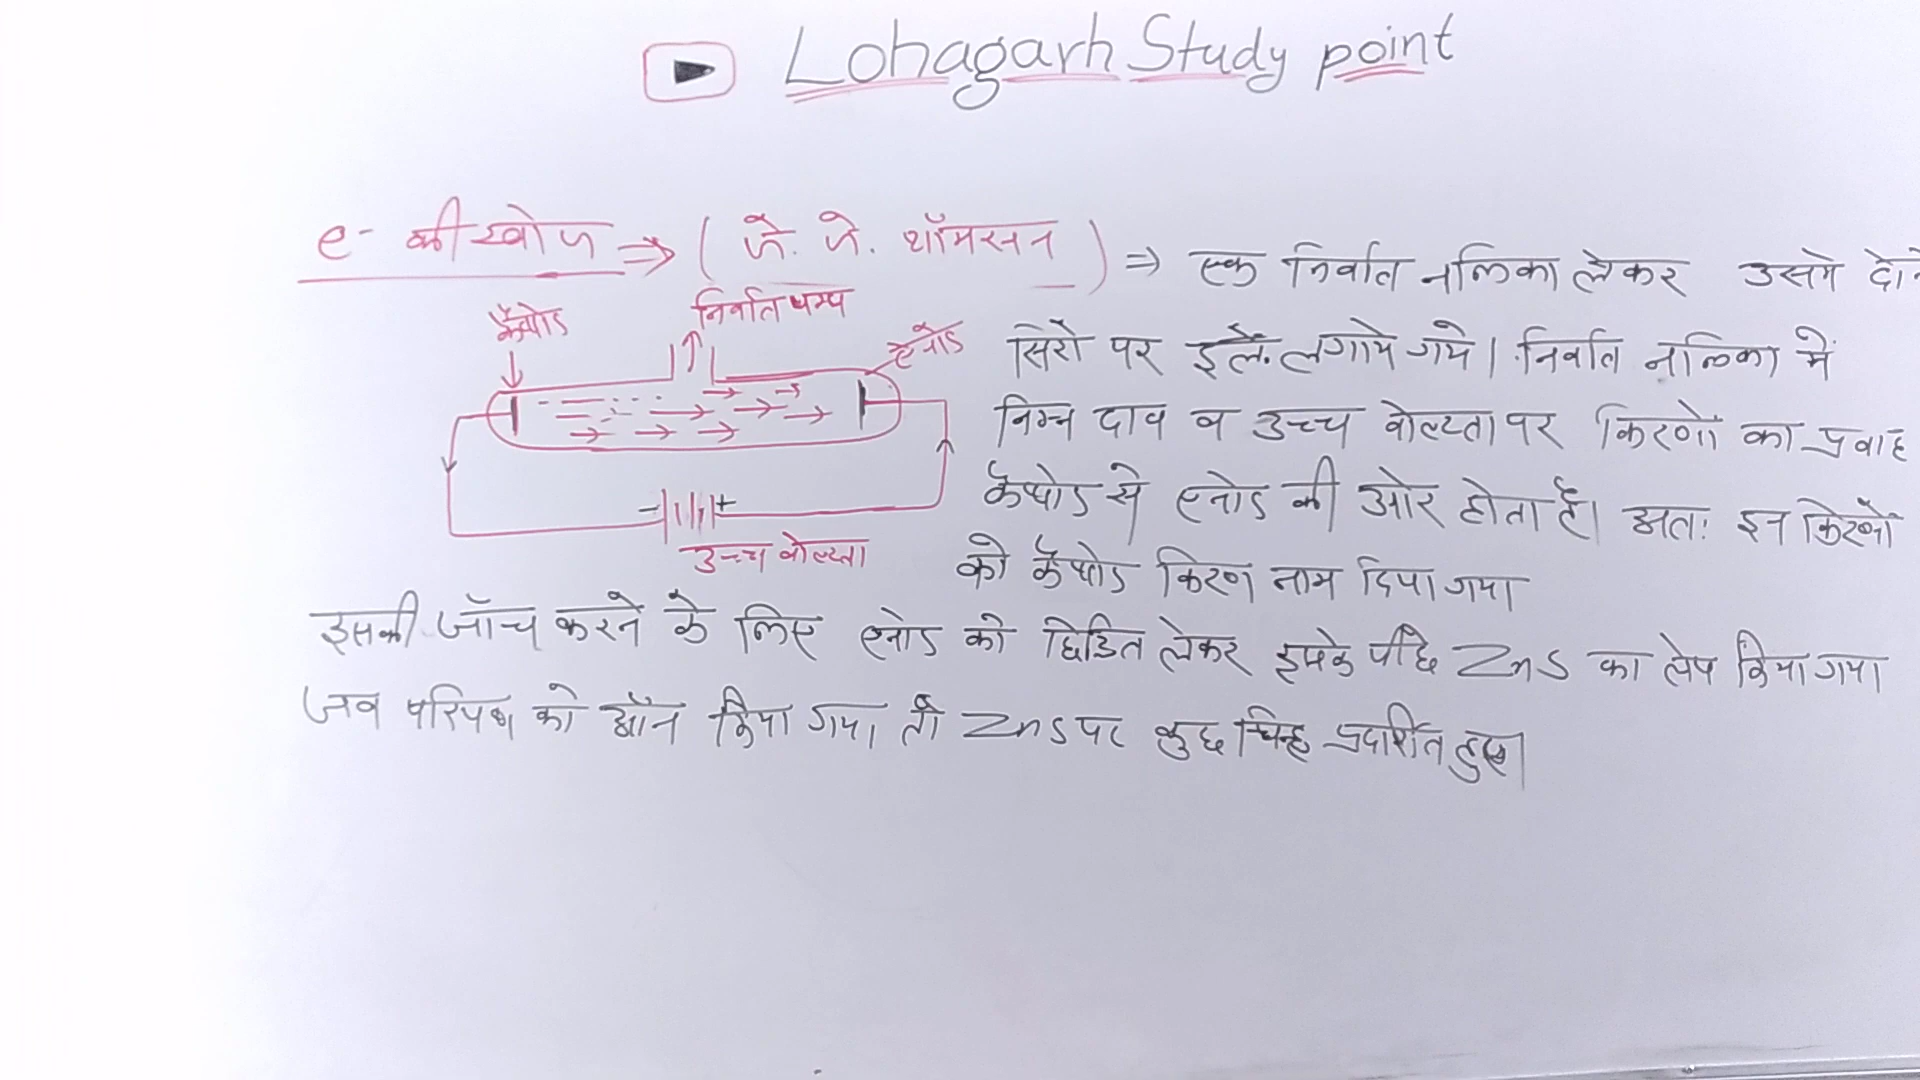 Lohagarh Study point
e- की खोज ⇒ ( जे. जे. थॉमसन ) ⇒ एक निर्वात नलिका लेकर उसमे दोनो
कैथोड
निर्वात पम्प
एनोड
सिरो पर इलै. लगाये गये। निर्वात नलिका में
निम्न दाब व उच्च वोल्टता पर किरणों का प्रवाह
कैथोड से एनोड की ओर होता है। अतः इन किरणों
को कैथोड किरण नाम दिया गया
- +
उच्च वोल्टता
इसकी जाँच करने के लिए एनोड को छिद्रित लेकर इसके पीछे ZnS का लेप किया गया
जब परिपथ को ऑन किया गया तो ZnS पर कुछ चिन्ह प्रदर्शित हुए।